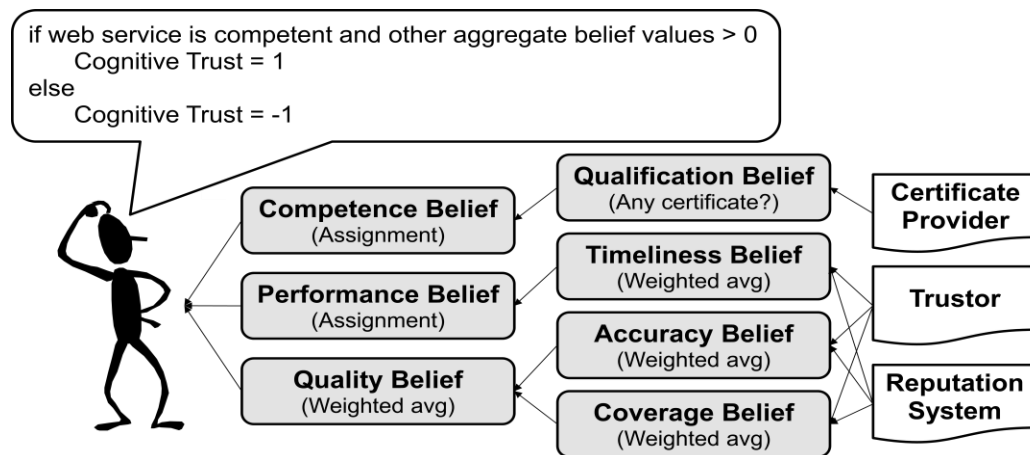 if web service is competent and other aggregate belief values > 0
Cognitive Trust = 1
else
Cognitive Trust = -1
Competence Belief
(Assignment)
Performance Belief
(Assignment)
Quality Belief
(Weighted avg)
Qualification Belief
(Any certificate?)
Timeliness Belief
(Weighted avg)
Accuracy Belief
(Weighted avg)
Coverage Belief
(Weighted avg)
Certificate
Provider
Trustor
Reputation
System